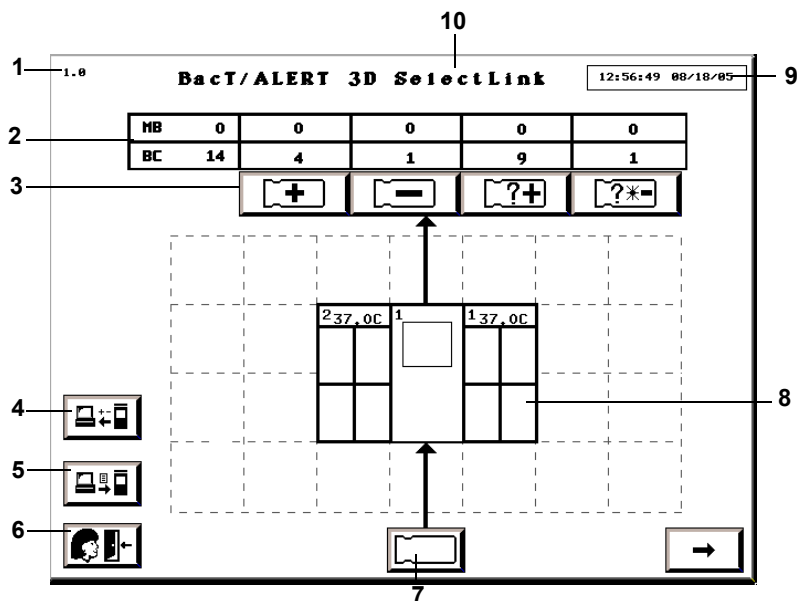 10
1
1.0
BacT/ALERT 3D SelectLink
12:56:49 08/18/05
9
2
MB 0 0 0 0 0
BC 14 4 1 9 1
3
+ − ?+ ?*-
2 37.0C 1 1 37.0C
4
+-
8
5
6
7